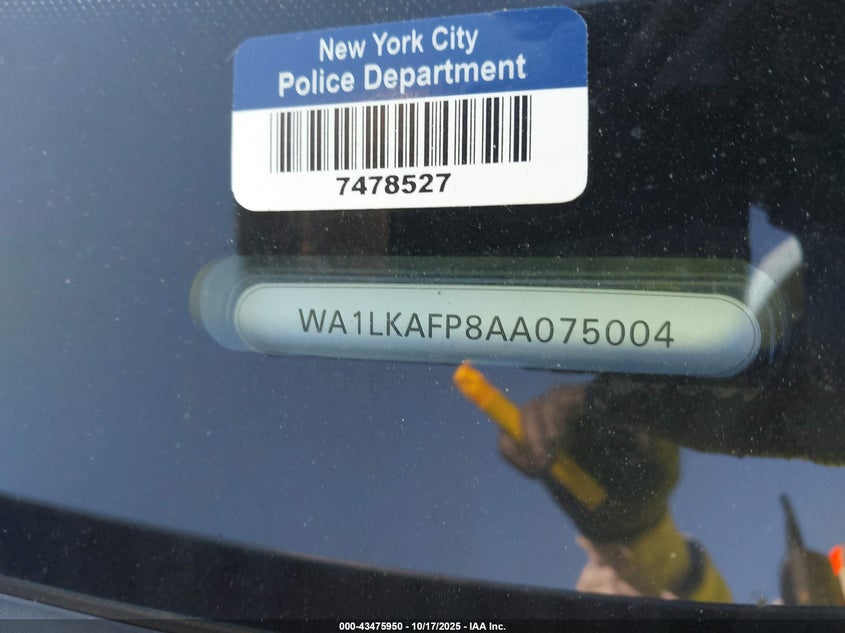 New York City
Police Department
7478527
WA1LKAFP8AA075004
000-43475950 - 10/17/2025 - IAA Inc.